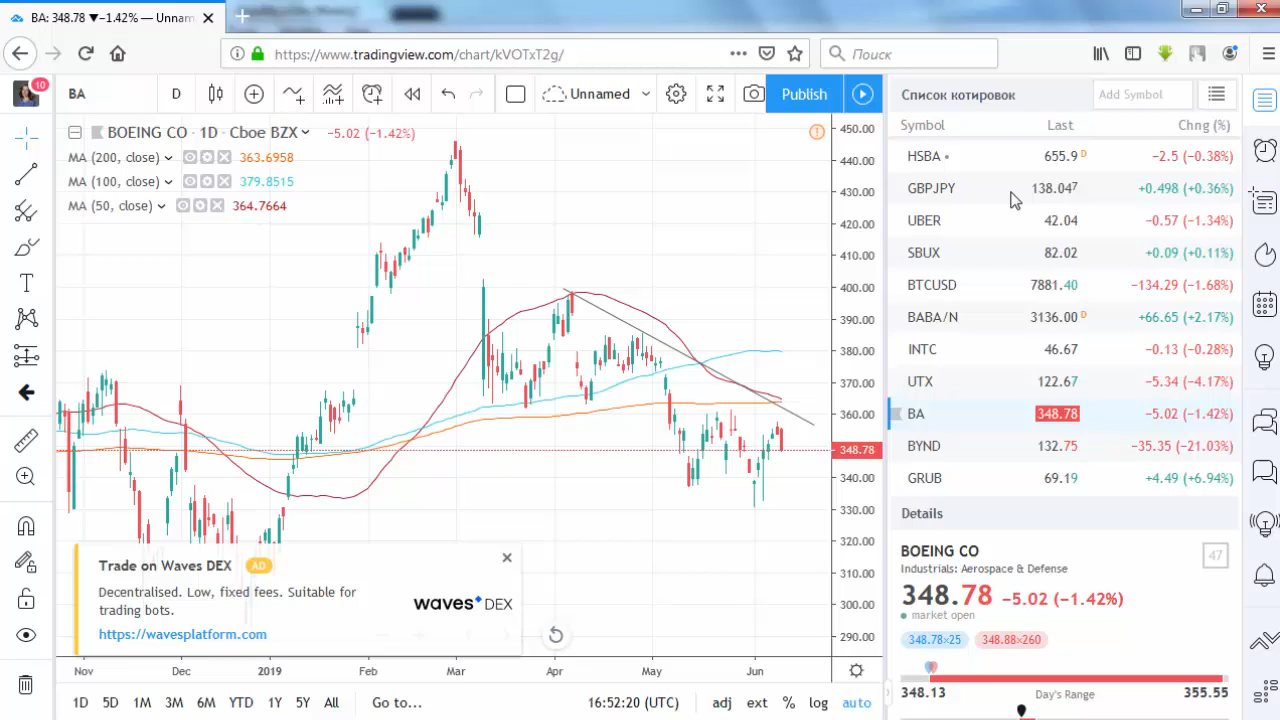 BA: 348.78 ▼−1.42% — Unnam
https://www.tradingview.com/chart/kVOTxT2g/
Поиск
10
BA
D
Unnamed
Publish
BOEING CO · 1D · Cboe BZX
−5.02 (−1.42%)
MA (200, close)
363.6958
MA (100, close)
379.8515
MA (50, close)
364.7664
450.00
440.00
430.00
420.00
410.00
400.00
390.00
380.00
370.00
360.00
348.78
340.00
330.00
320.00
310.00
300.00
290.00
Trade on Waves DEX AD
Decentralised. Low, fixed fees. Suitable for
trading bots.
https://wavesplatform.com
waves DEX
Nov Dec 2019 Feb Mar Apr May Jun
1D 5D 1M 3M 6M YTD 1Y 5Y All Go to... 16:52:20 (UTC) adj ext % log auto
Список котировок
Add Symbol
Symbol Last Chng (%)
HSBA 655.9 D −2.5 (−0.38%)
GBPJPY 138.047 +0.498 (+0.36%)
UBER 42.04 −0.57 (−1.34%)
SBUX 82.02 +0.09 (+0.11%)
BTCUSD 7881.40 −134.29 (−1.68%)
BABA/N 3136.00 D +66.65 (+2.17%)
INTC 46.67 −0.13 (−0.28%)
UTX 122.67 −5.34 (−4.17%)
BA 348.78 −5.02 (−1.42%)
BYND 132.75 −35.35 (−21.03%)
GRUB 69.19 +4.49 (+6.94%)
Details
BOEING CO
47
Industrials: Aerospace & Defense
348.78 −5.02 (−1.42%)
market open
348.78×25 348.88×260
348.13 Day's Range 355.55